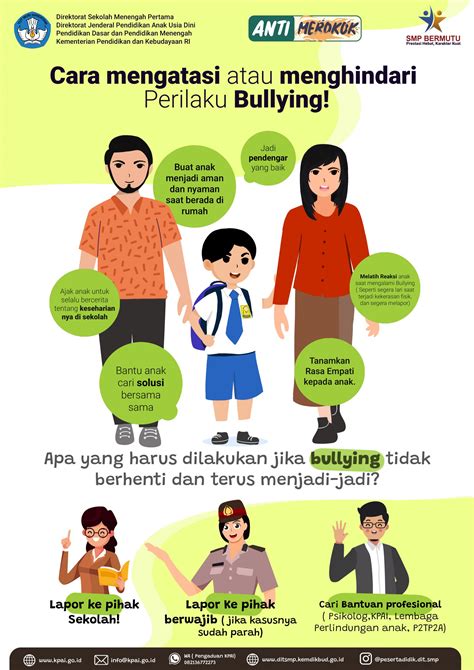 Direktorat Sekolah Menengah Pertama
Direktorat Jenderal Pendidikan Anak Usia Dini
Pendidikan Dasar dan Pendidikan Menengah
Kementerian Pendidikan dan Kebudayaan RI
ANTI MEROKOK
SMP BERMUTU
Prestasi Hebat, Karakter Kuat
Cara mengatasi atau menghindari
Perilaku Bullying!
Buat anak
menjadi aman
dan nyaman
saat berada di
rumah
Jadi
pendengar
yang baik
Ajak anak untuk
selalu bercerita
tentang keseharian
nya di sekolah
Melatih Reaksi anak
saat mengalami Bullying
( Seperti segera lari saat
terjadi kekerasan fisik.
dan segera melapor)
Bantu anak
cari solusi
bersama
sama
Tanamkan
Rasa Empati
kepada anak.
Apa yang harus dilakukan jika bullying tidak
berhenti dan terus menjadi-jadi?
Lapor ke pihak
Sekolah!
Lapor Ke pihak
berwajib ( jika kasusnya
sudah parah)
Cari Bantuan profesional
( Psikolog,KPAI, Lembaga
Perlindungan anak, P2TP2A)
www.kpai.go.id
info@kpai.go.id
WA ( Pengaduan KPAI)
082136772273
www.ditsmp.kemdikbud.go.id
@pesertadidik.dit.smp